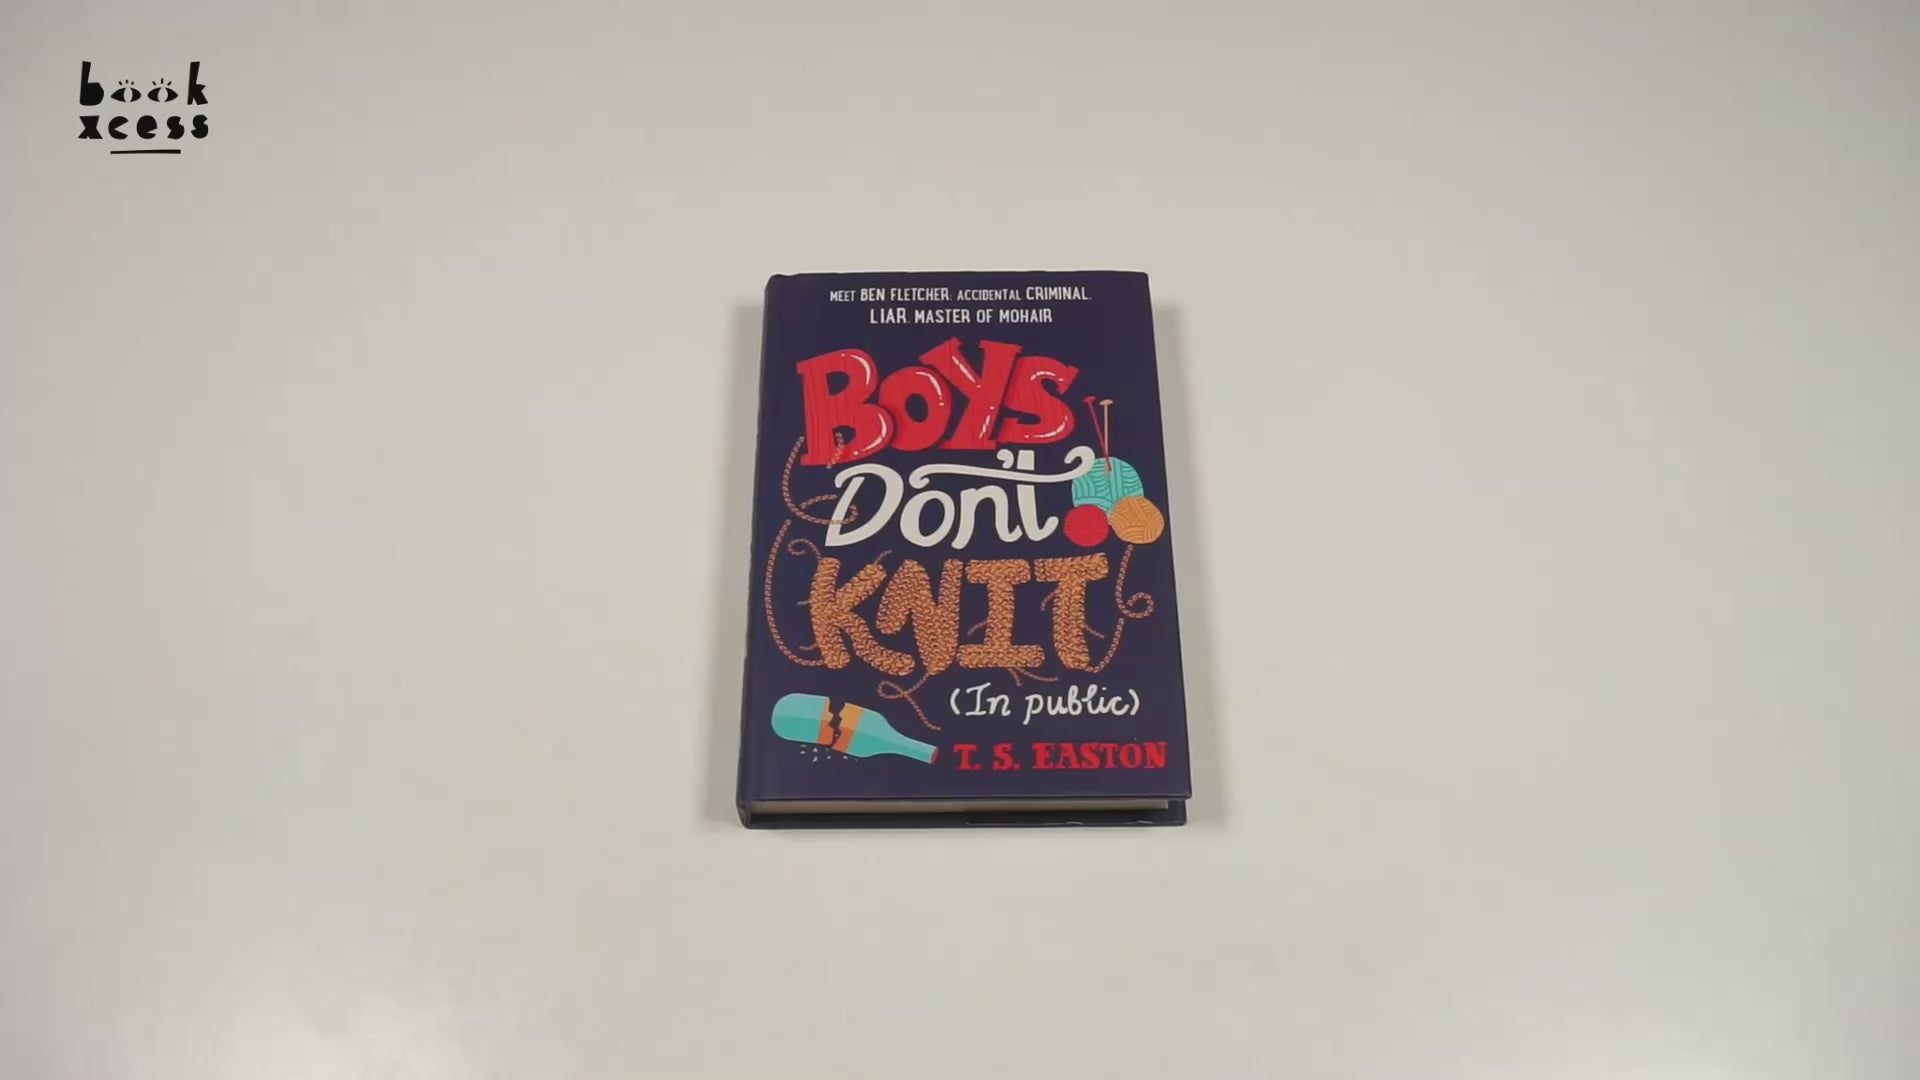 book
xcess
MEET BEN FLETCHER: ACCIDENTAL CRIMINAL.
LIAR. MASTER OF MOHAIR
BOYS
Don't
KNIT
(In public)
T. S. EASTON